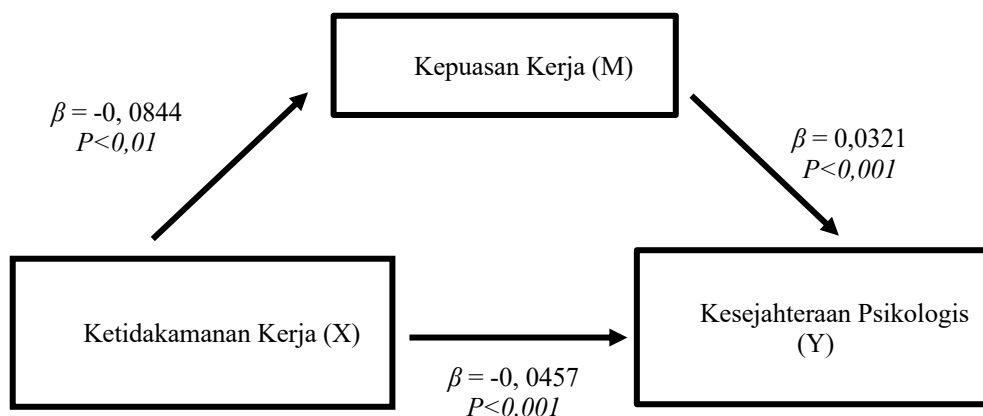 Kepuasan Kerja (M)
β = -0, 0844
P<0,01
β = 0,0321
P<0,001
Ketidakamanan Kerja (X)
Kesejahteraan Psikologis
(Y)
β = -0, 0457
P<0,001